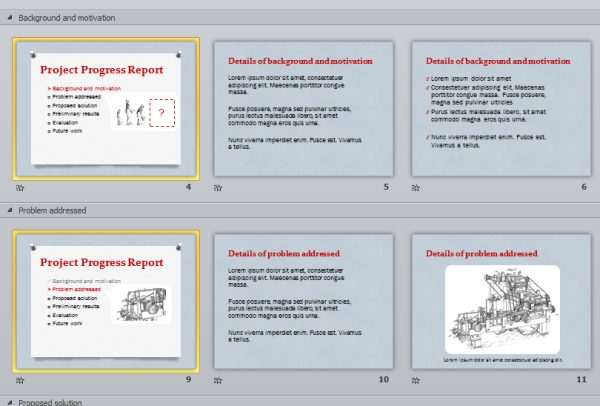 Background and motivation
Project Progress Report
Background and motivation
Problem addressed
Proposed solution
Preliminary results
Evaluation
Future work
?
4
Details of background and motivation
Lorem ipsum dolor sit amet, consectetuer
adipiscing elit. Maecenas porttitor congue
massa.
Fusce posuere, magna sed pulvinar ultricies,
purus lectus malesuada libero, sit amet
commodo magna eros quis urna.
Nunc viverra imperdiet enim. Fusce est. Vivamus
a tellus.
5
Details of background and motivation
Lorem ipsum dolor sit amet
Consectetuer adipiscing elit. Maecenas
porttitor congue massa. Fusce posuere,
magna sed pulvinar ultricies
Purus lectus malesuada libero, sit amet
commodo magna eros quis urna.
Nunc viverra imperdiet enim. Fusce est.
Vivamus a tellus.
6
Problem addressed
Project Progress Report
Background and motivation
Problem addressed
Proposed solution
Preliminary results
Evaluation
Future work
9
Details of problem addressed
Lorem ipsum dolor sit amet, consectetuer
adipiscing elit. Maecenas porttitor congue
massa.
Fusce posuere, magna sed pulvinar ultricies,
purus lectus malesuada libero, sit amet
commodo magna eros quis urna.
Nunc viverra imperdiet enim. Fusce est. Vivamus
a tellus.
10
Details of problem addressed
Lorem ipsum dolor sit amet consectetuer adipiscing elit.
11
Proposed solution